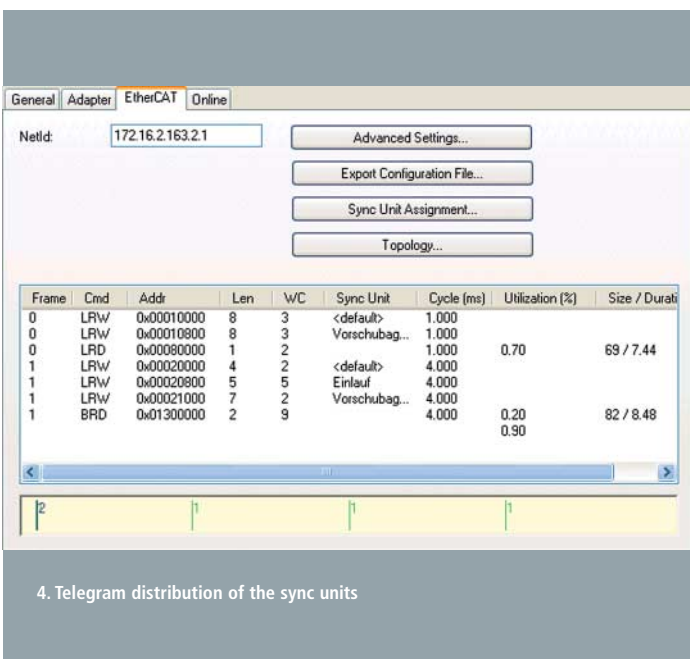 General Adapter EtherCAT Online
NetId: 172.16.2.163.2.1
Advanced Settings...
Export Configuration File...
Sync Unit Assignment...
Topology...
Frame Cmd Addr Len WC Sync Unit Cycle (ms) Utilization (%) Size / Durati
0 LRW 0x00010000 8 3 <default> 1.000
0 LRW 0x00010800 8 3 Vorschubag... 1.000
0 LRD 0x00080000 1 2 1.000 0.70 69 / 7.44
1 LRW 0x00020000 4 2 <default> 4.000
1 LRW 0x00020800 5 5 Einlauf 4.000
1 LRW 0x00021000 7 2 Vorschubag... 4.000
1 BRD 0x01300000 2 9 4.000 0.20 82 / 8.48
0.90
2 1 1 1
4. Telegram distribution of the sync units